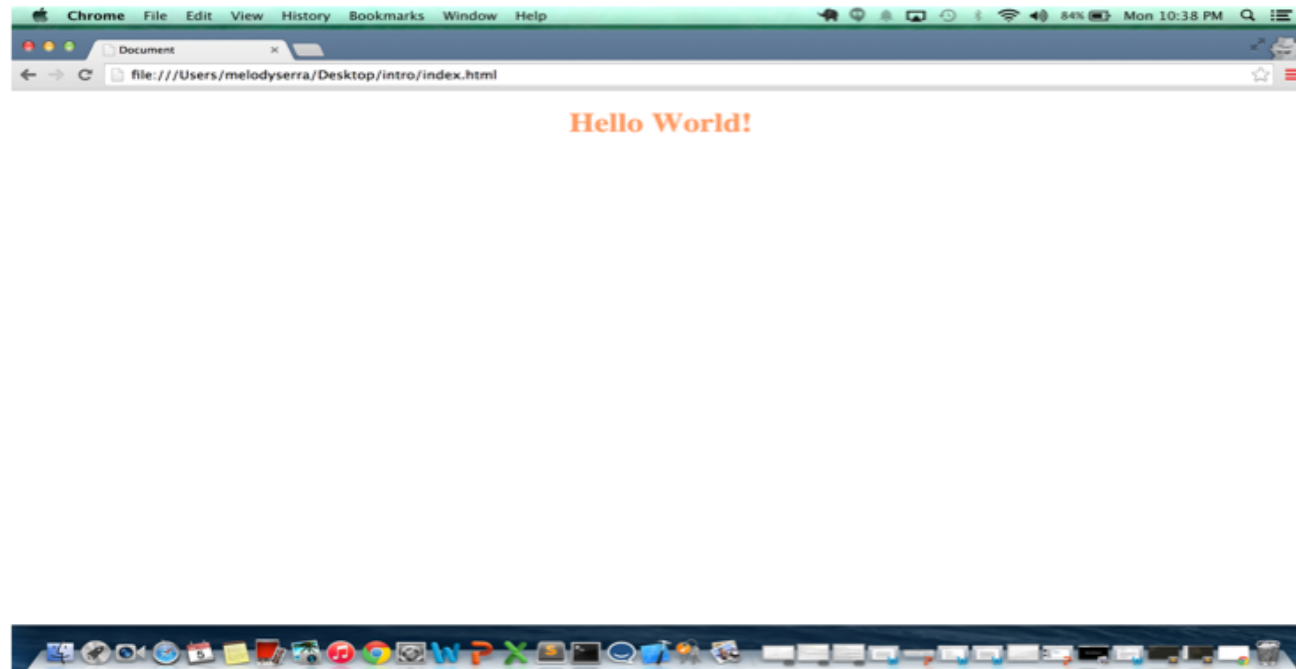 Chrome File Edit View History Bookmarks Window Help 84% Mon 10:38 PM
Document
file:///Users/melodyserra/Desktop/intro/index.html
Hello World!
5